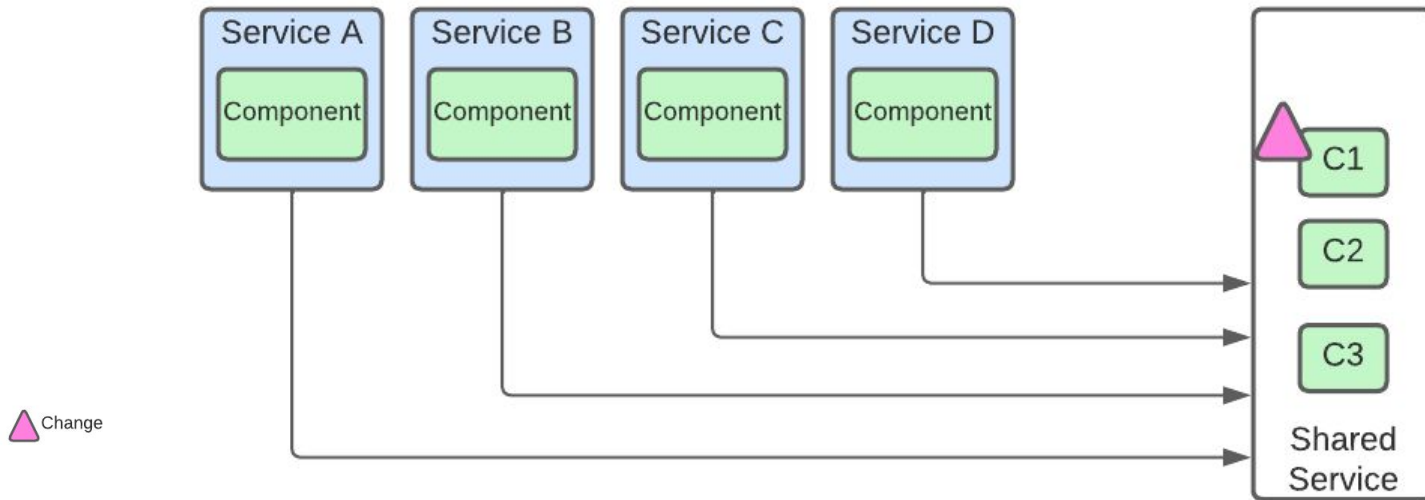 Service A
Component
Service B
Component
Service C
Component
Service D
Component
C1
C2
C3
Shared
Service
Change